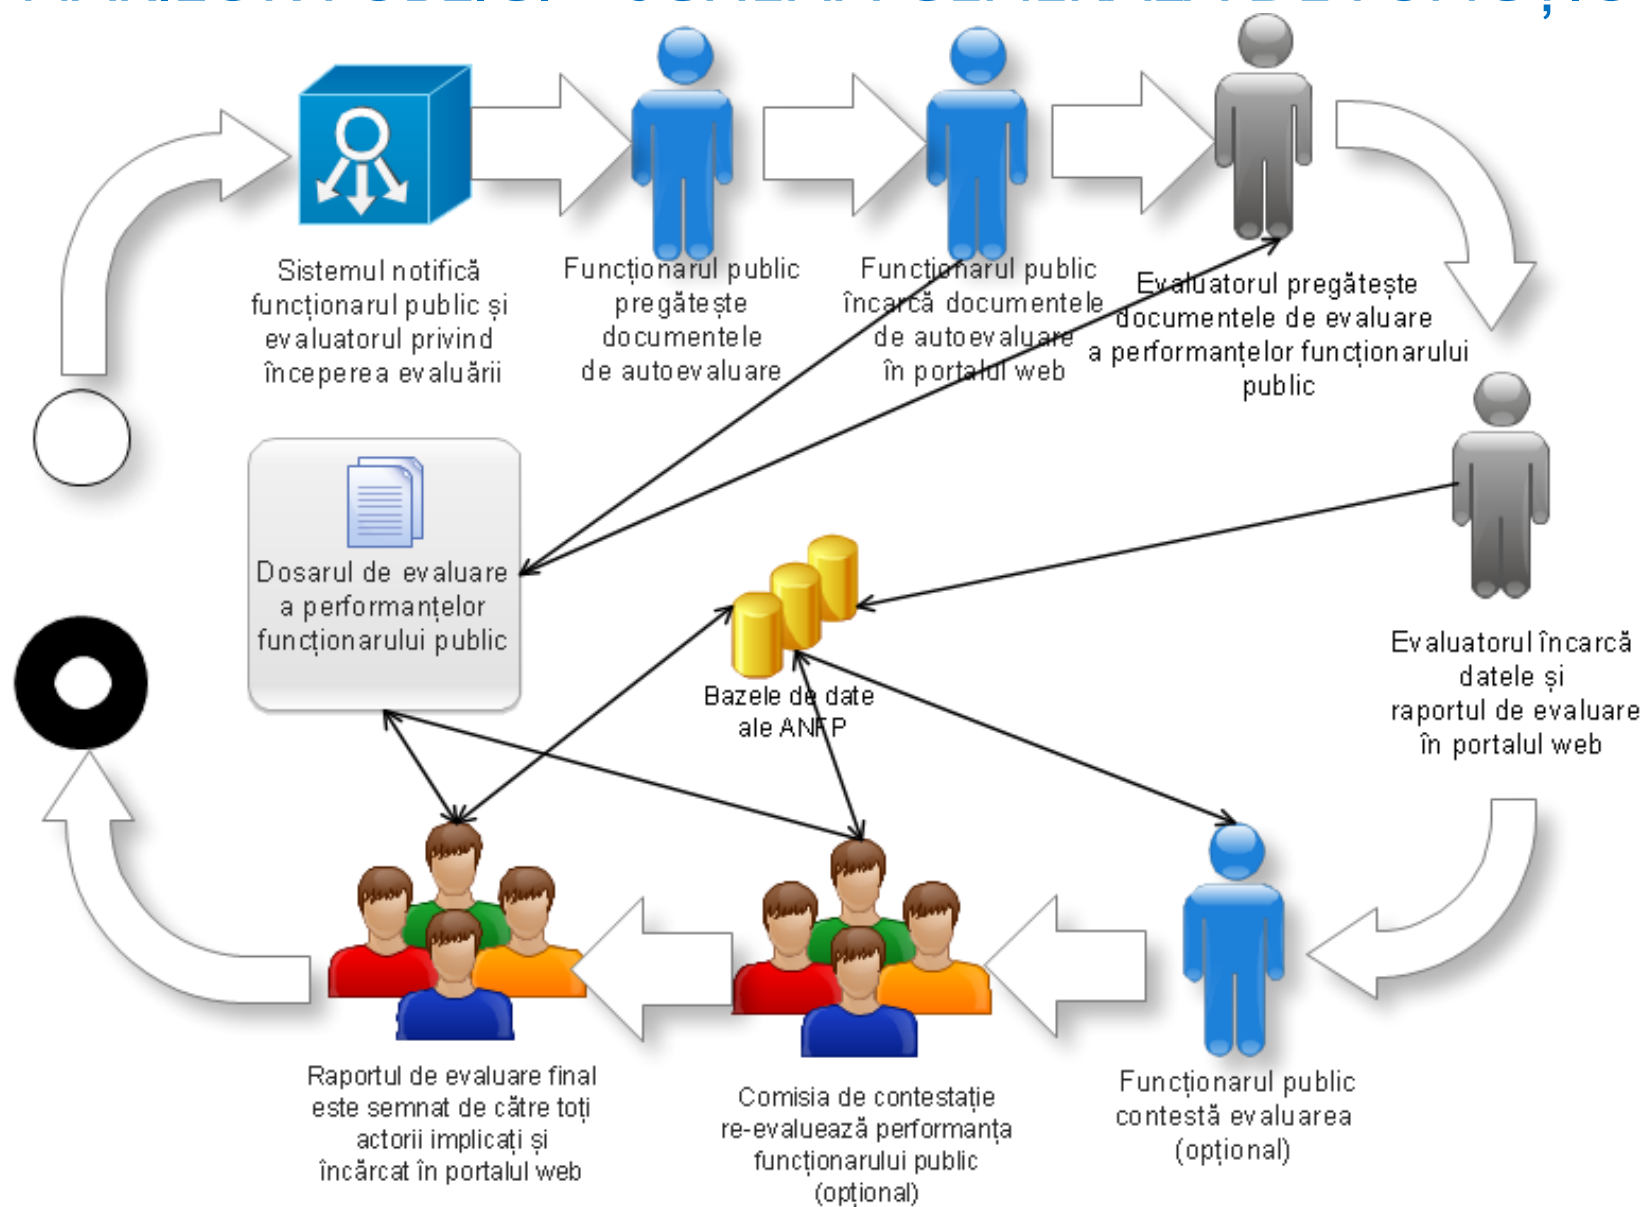 Sistemul notifică
funcționarul public și
evaluatorul privind
începerea evaluării
Funcționarul public
pregătește
documentele
de autoevaluare
Funcționarul public
încarcă documentele
de autoevaluare
în portalul web
Evaluatorul pregătește
documentele de evaluare
a performanțelor funcționarului
public
Dosarul de evaluare
a performanțelor
funcționarului public
Bazele de date
ale ANFP
Evaluatorul încarcă
datele și
raportul de evaluare
în portalul web
Raportul de evaluare final
este semnat de către toți
actorii implicați și
încărcat în portalul web
Comisia de contestație
re-evaluează performanța
funcționarului public
(opțional)
Funcționarul public
contestă evaluarea
(opțional)